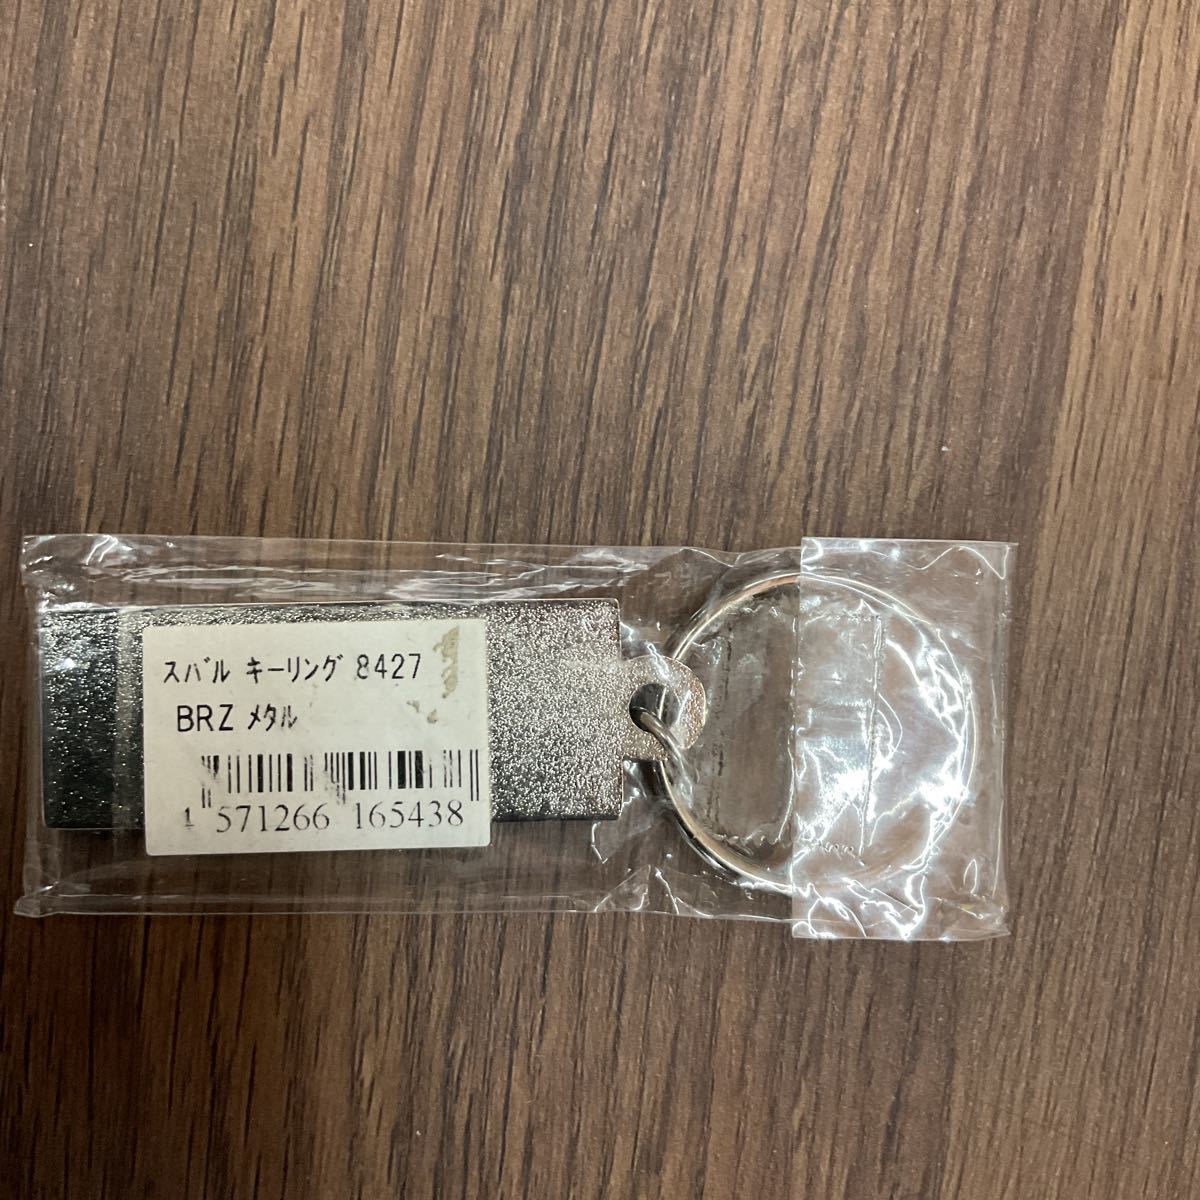 ｽﾊﾞﾙ ｷｰﾘﾝｸﾞ 8427
BRZ ﾒﾀﾙ
4 571266 165438